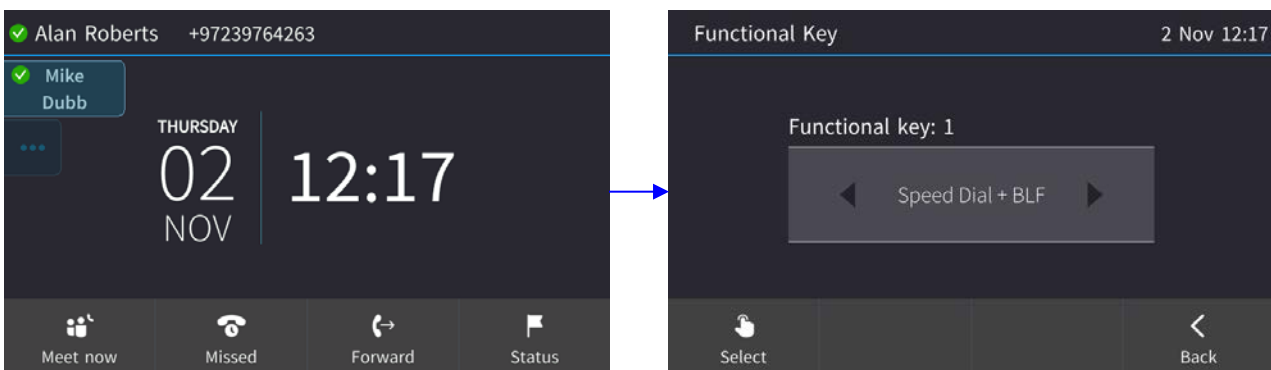 Alan Roberts +97239764263
Mike
Dubb
•••
THURSDAY
02
NOV
12:17
Meet now Missed Forward Status
Functional Key 2 Nov 12:17
Functional key: 1
Speed Dial + BLF
Select Back